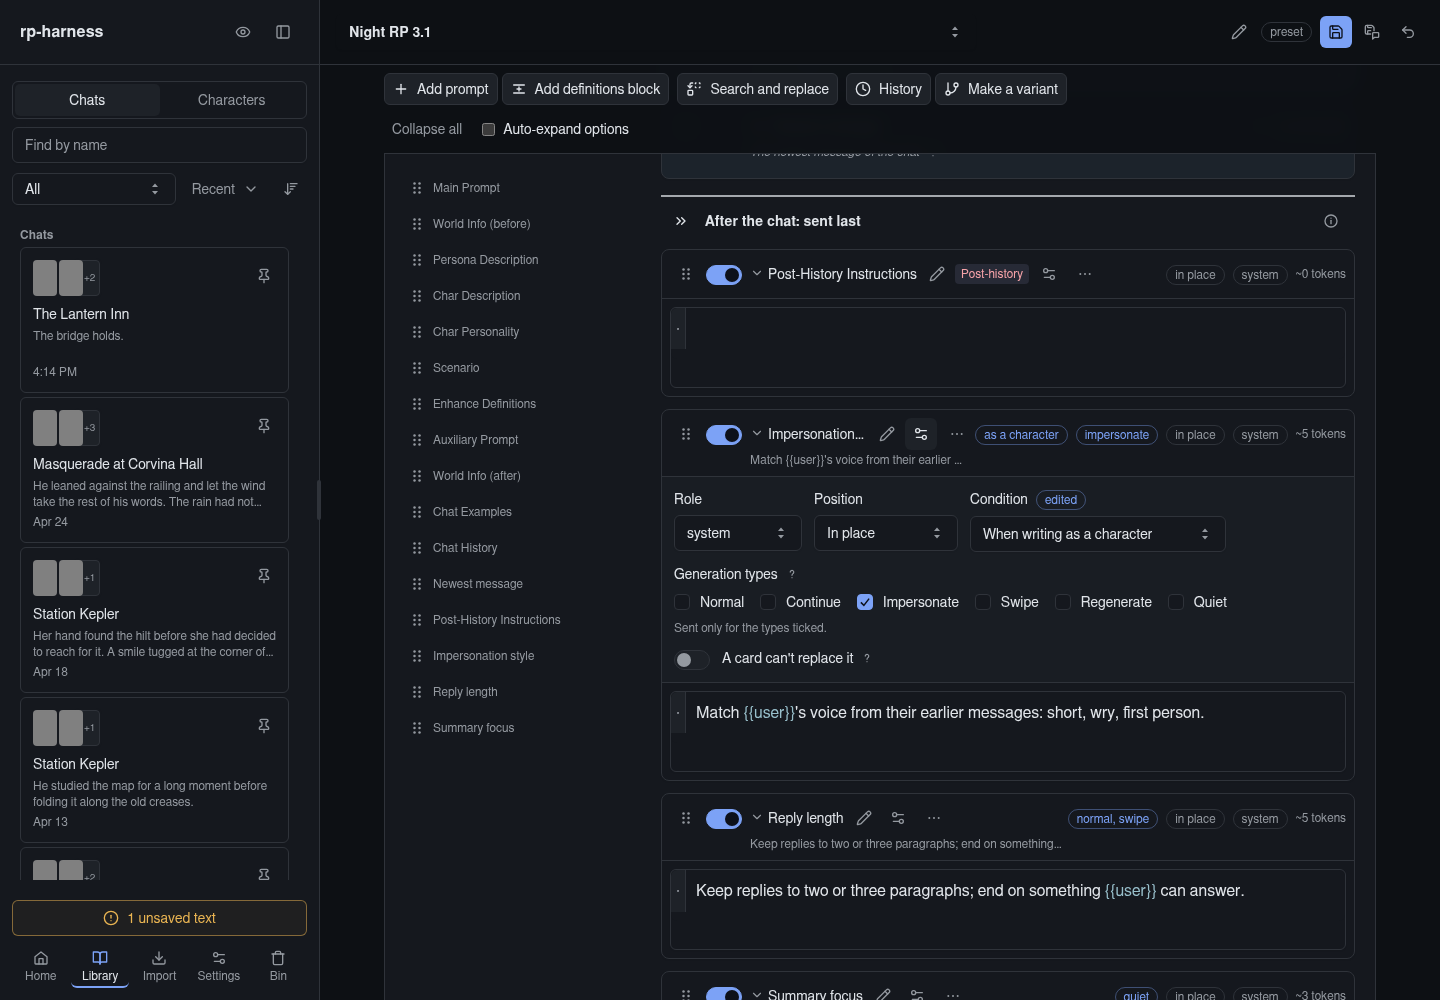 rp-harness
Night RP 3.1
preset
Chats
Characters
Find by name
All
Recent
Chats
+2
The Lantern Inn
The bridge holds.
4:14 PM
+3
Masquerade at Corvina Hall
He leaned against the railing and let the wind
take the rest of his words. The rain had not...
Apr 24
+1
Station Kepler
Her hand found the hilt before she had decided
to reach for it. A smile tugged at the corner of...
Apr 18
+1
Station Kepler
He studied the map for a long moment before
folding it along the old creases.
Apr 13
+2
1 unsaved text
Home
Library
Import
Settings
Bin
Add prompt
Add definitions block
Search and replace
History
Make a variant
Collapse all
Auto-expand options
Main Prompt
World Info (before)
Persona Description
Char Description
Char Personality
Scenario
Enhance Definitions
Auxiliary Prompt
World Info (after)
Chat Examples
Chat History
Newest message
Post-History Instructions
Impersonation style
Reply length
Summary focus
The newest message of the chat
After the chat: sent last
Post-History Instructions
Post-history
in place
system
~0 tokens
Impersonation...
as a character
impersonate
in place
system
~5 tokens
Match {{user}}'s voice from their earlier ...
Role
Position
Condition
edited
system
In place
When writing as a character
Generation types ?
Normal
Continue
Impersonate
Swipe
Regenerate
Quiet
Sent only for the types ticked.
A card can't replace it ?
Match {{user}}'s voice from their earlier messages: short, wry, first person.
Reply length
normal, swipe
in place
system
~5 tokens
Keep replies to two or three paragraphs; end on something...
Keep replies to two or three paragraphs; end on something {{user}} can answer.
Summary focus
quiet
in place
system
~3 tokens